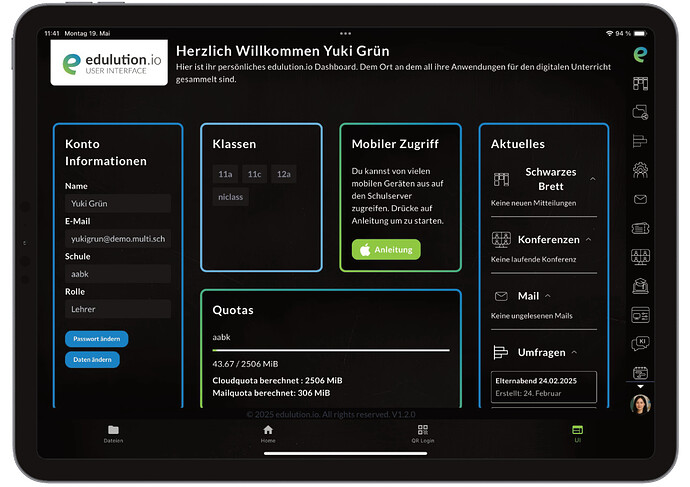 11:41 Montag 19. Mai
94 %
edulution.io
USER INTERFACE
Herzlich Willkommen Yuki Grün
Hier ist ihr persönliches edulution.io Dashboard. Dem Ort an dem all ihre Anwendungen für den digitalen Unterricht
gesammelt sind.
Konto
Informationen
Name
Yuki Grün
E-Mail
yukigrun@demo.multi.sch
Schule
aabk
Rolle
Lehrer
Passwort ändern
Daten ändern
Klassen
11a 11c 12a
niclass
Mobiler Zugriff
Du kannst von vielen
mobilen Geräten aus auf
den Schulserver
zugreifen. Drücke auf
Anleitung um zu starten.
Anleitung
Quotas
aabk
43.67 / 2506 MiB
Cloudquota berechnet : 2506 MiB
Mailquota berechnet: 306 MiB
Aktuelles
Schwarzes
Brett
Keine neuen Mitteilungen
Konferenzen
Keine laufende Konferenz
Mail
Keine ungelesenen Mails
Umfragen
Elternabend 24.02.2025
Erstellt: 24. Februar
KI
© 2025 edulution.io. All rights reserved. V1.2.0
Dateien
Home
QR Login
UI